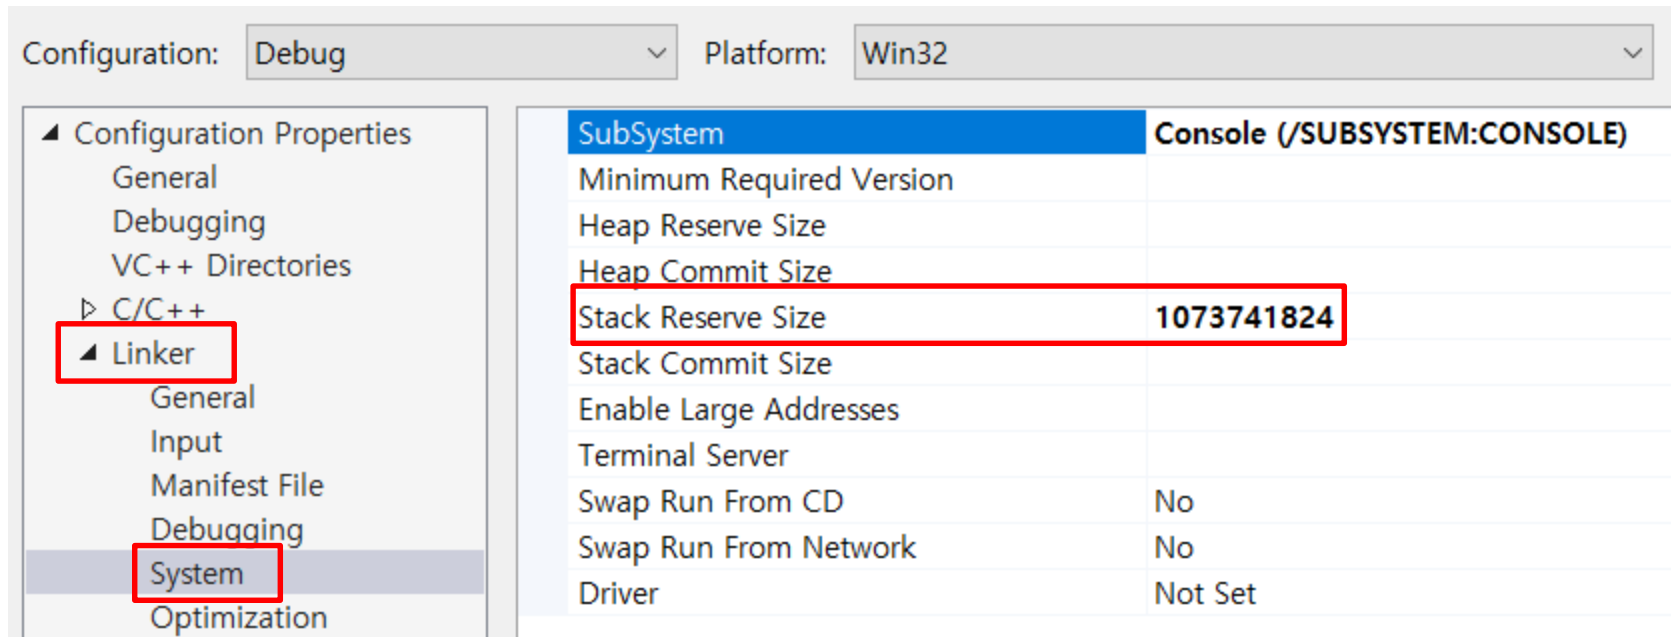 Configuration: Debug Platform: Win32
Configuration Properties
General
Debugging
VC++ Directories
C/C++
Linker
General
Input
Manifest File
Debugging
System
Optimization
SubSystem Console (/SUBSYSTEM:CONSOLE)
Minimum Required Version
Heap Reserve Size
Heap Commit Size
Stack Reserve Size 1073741824
Stack Commit Size
Enable Large Addresses
Terminal Server
Swap Run From CD No
Swap Run From Network No
Driver Not Set